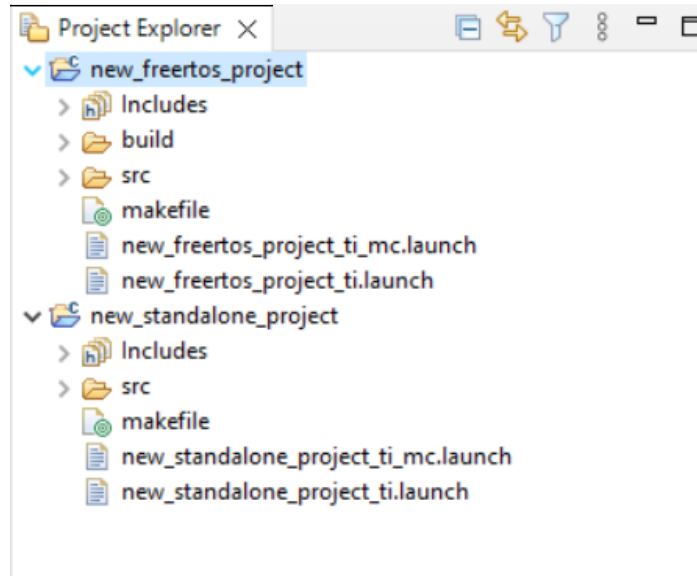 Project Explorer
new_freertos_project
Includes
build
src
makefile
new_freertos_project_ti_mc.launch
new_freertos_project_ti.launch
new_standalone_project
Includes
src
makefile
new_standalone_project_ti_mc.launch
new_standalone_project_ti.launch